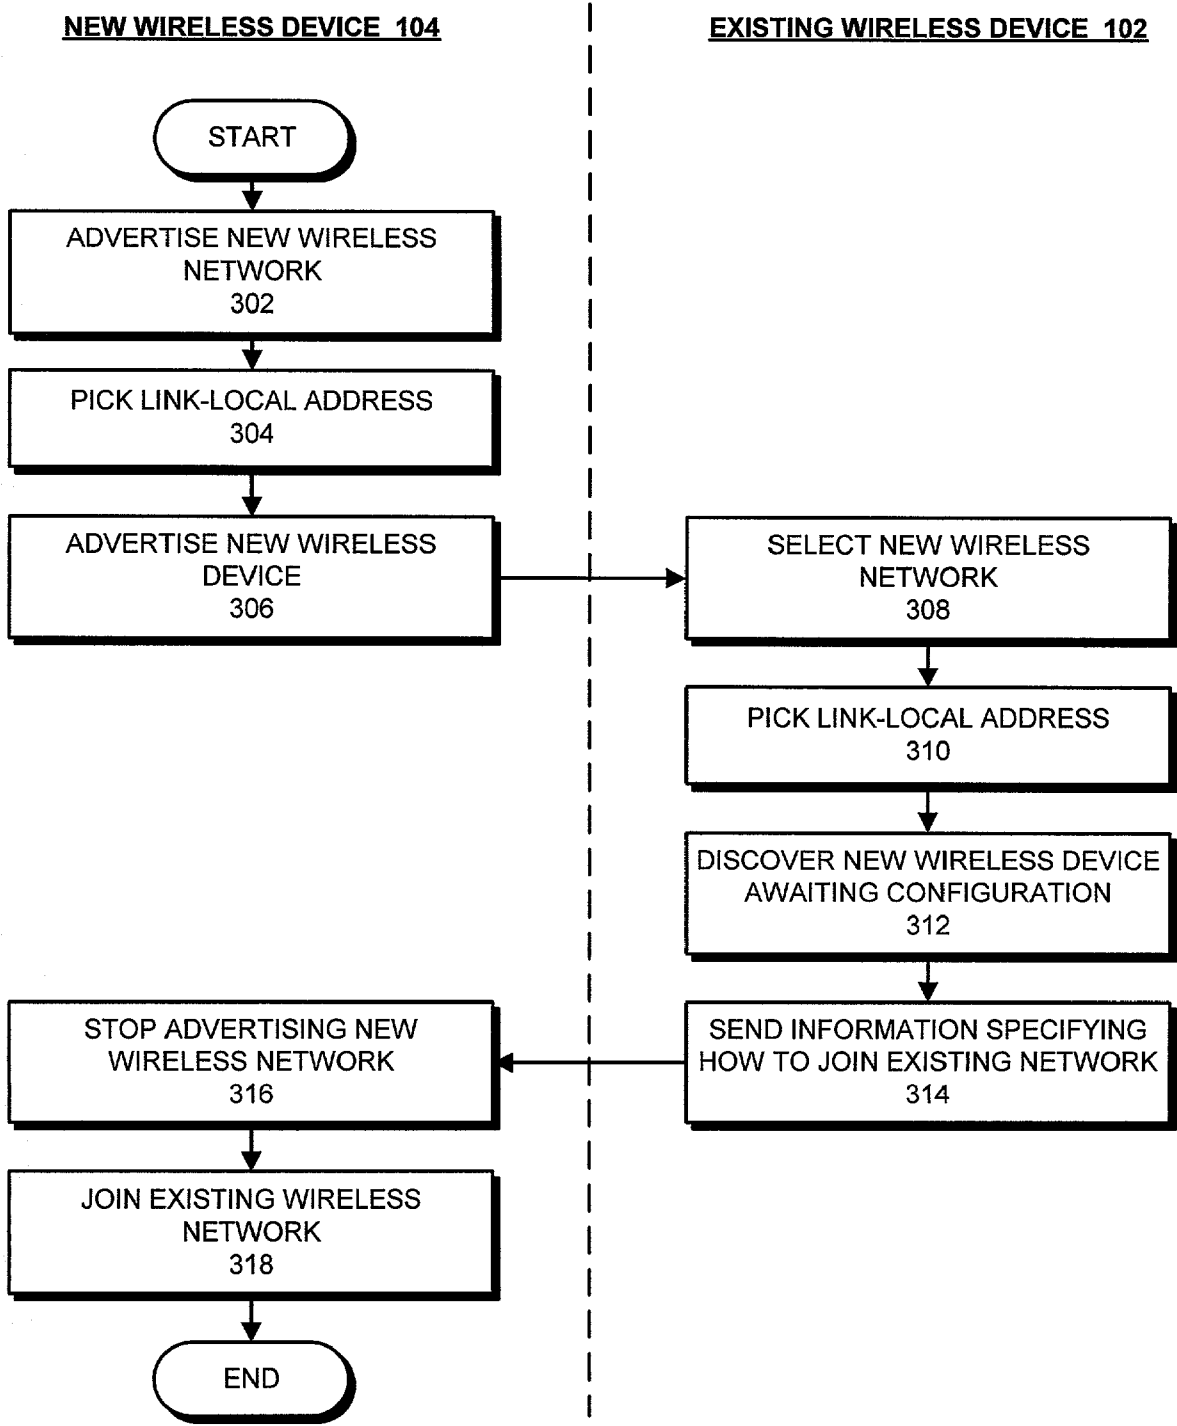 NEW WIRELESS DEVICE 104
EXISTING WIRELESS DEVICE 102
START
ADVERTISE NEW WIRELESS
NETWORK
302
PICK LINK-LOCAL ADDRESS
304
ADVERTISE NEW WIRELESS
DEVICE
306
SELECT NEW WIRELESS
NETWORK
308
PICK LINK-LOCAL ADDRESS
310
DISCOVER NEW WIRELESS DEVICE
AWAITING CONFIGURATION
312
SEND INFORMATION SPECIFYING
HOW TO JOIN EXISTING NETWORK
314
STOP ADVERTISING NEW
WIRELESS NETWORK
316
JOIN EXISTING WIRELESS
NETWORK
318
END